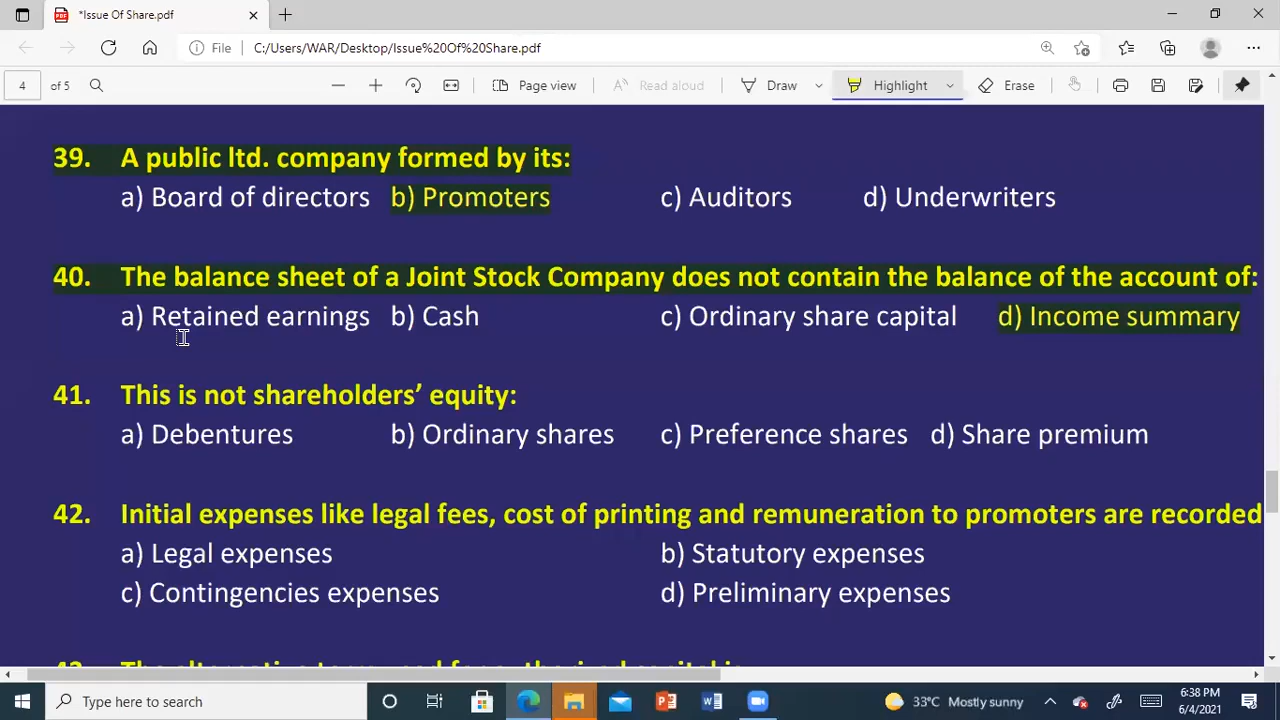 *Issue Of Share.pdf
File C:/Users/WAR/Desktop/Issue%20Of%20Share.pdf
4 of 5 Page view Read aloud Draw Highlight Erase
39. A public ltd. company formed by its:
a) Board of directors b) Promoters c) Auditors d) Underwriters
40. The balance sheet of a Joint Stock Company does not contain the balance of the account of:
a) Retained earnings b) Cash c) Ordinary share capital d) Income summary
41. This is not shareholders’ equity:
a) Debentures b) Ordinary shares c) Preference shares d) Share premium
42. Initial expenses like legal fees, cost of printing and remuneration to promoters are recorded
a) Legal expenses b) Statutory expenses
c) Contingencies expenses d) Preliminary expenses
Type here to search 33°C Mostly sunny 6:38 PM
6/4/2021